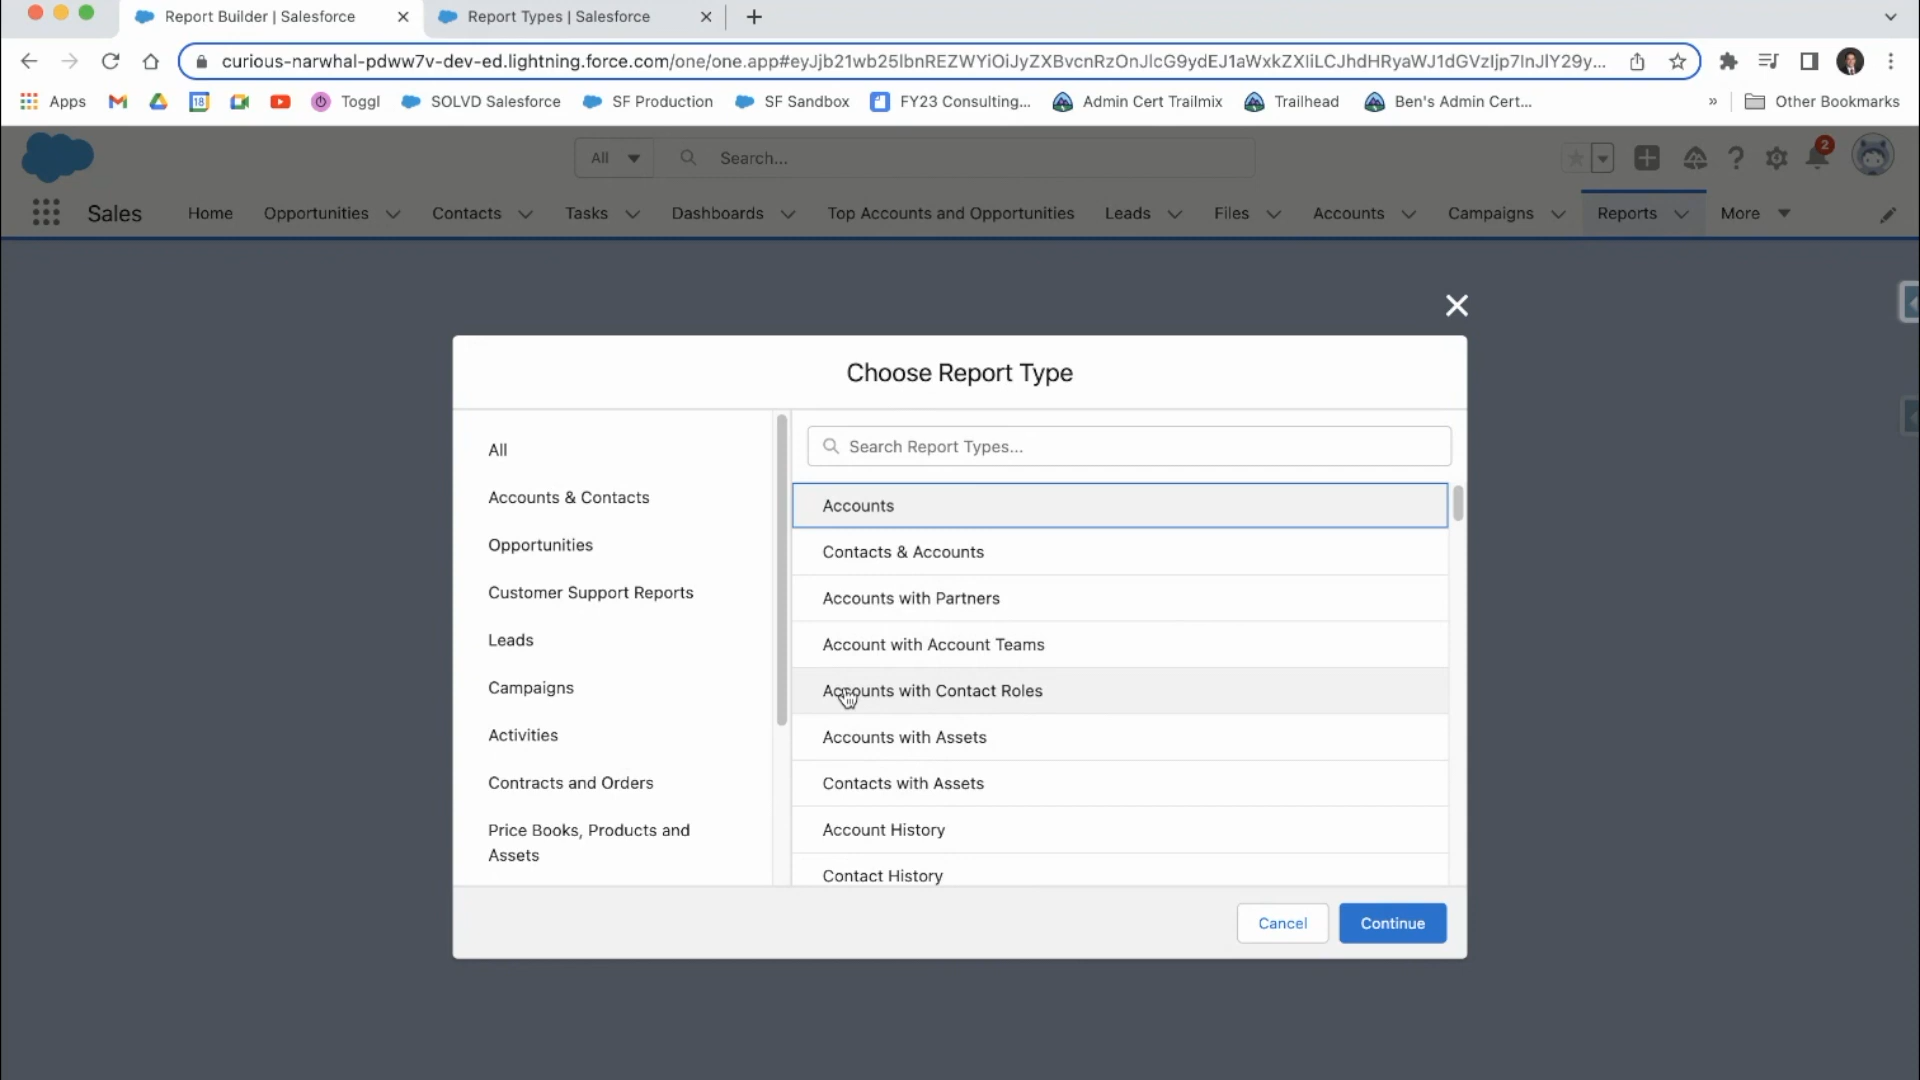 Report Builder | Salesforce
Report Types | Salesforce
curious-narwhal-pdww7v-dev-ed.lightning.force.com/one/one.app#eyJjb21wb25lbnREZWYiOiJyZXBvcnRzOnJlcG9ydEJ1aWxkZXIiLCJhdHRyaWJ1dGVzIjp7InJlY29y...
Apps
18
Toggl
SOLVD Salesforce
SF Production
SF Sandbox
FY23 Consulting...
Admin Cert Trailmix
Trailhead
Ben's Admin Cert...
»
Other Bookmarks
All
Search...
2
Sales
Home
Opportunities
Contacts
Tasks
Dashboards
Top Accounts and Opportunities
Leads
Files
Accounts
Campaigns
Reports
More
Choose Report Type
All
Accounts & Contacts
Opportunities
Customer Support Reports
Leads
Campaigns
Activities
Contracts and Orders
Price Books, Products and
Assets
Search Report Types...
Accounts
Contacts & Accounts
Accounts with Partners
Account with Account Teams
Accounts with Contact Roles
Accounts with Assets
Contacts with Assets
Account History
Contact History
Cancel
Continue